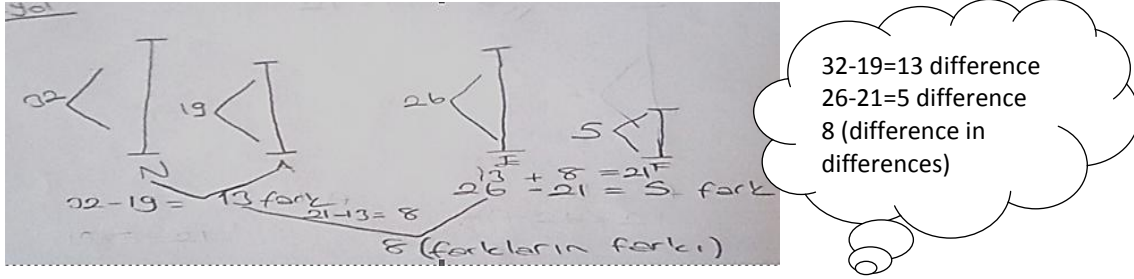 yol
32 19 26 5
N A İ F
13 + 8 = 21
32-19= 13 fark 26 - 21 = 5 fark
21-13= 8
8 (farkların farkı)
32-19=13 difference
26-21=5 difference
8 (difference in
differences)